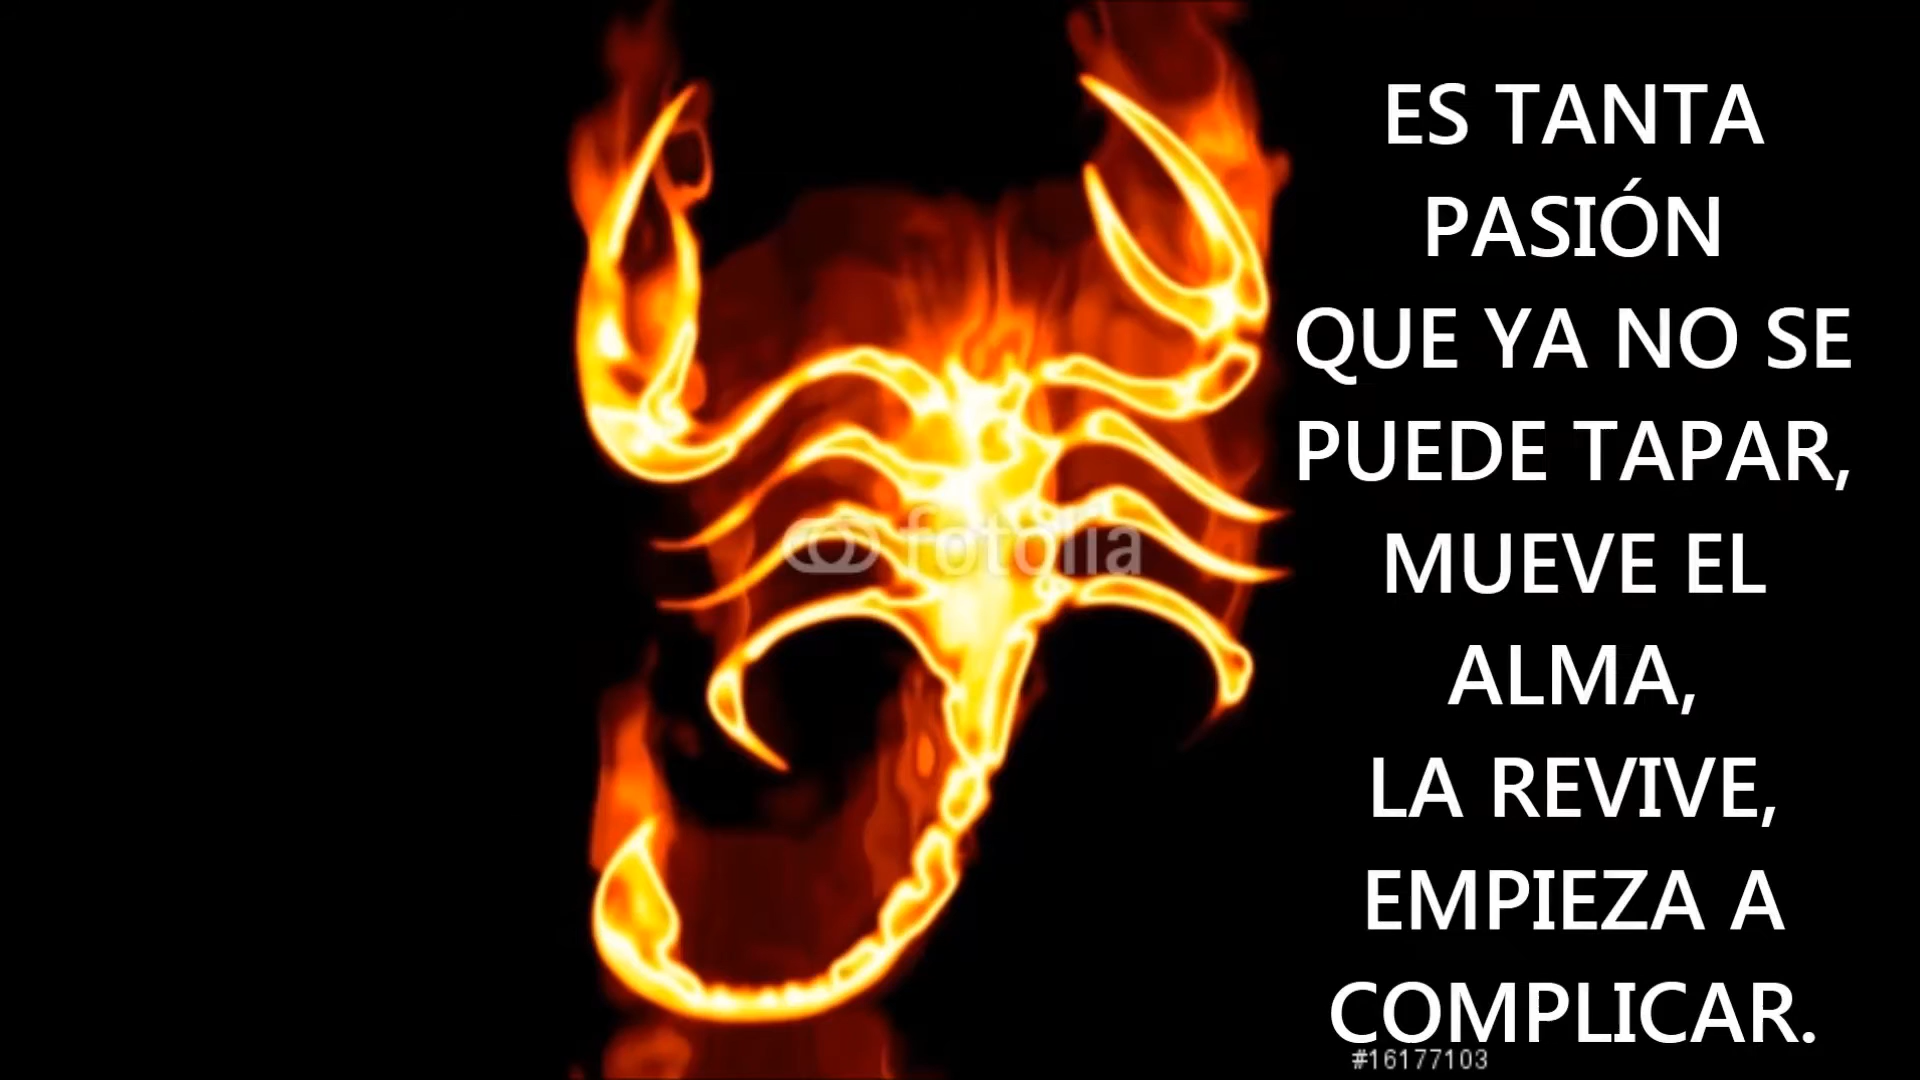 ES TANTA
PASIÓN
QUE YA NO SE
PUEDE TAPAR,
MUEVE EL
ALMA,
LA REVIVE,
EMPIEZA A
COMPLICAR.
fotolia
#16177103